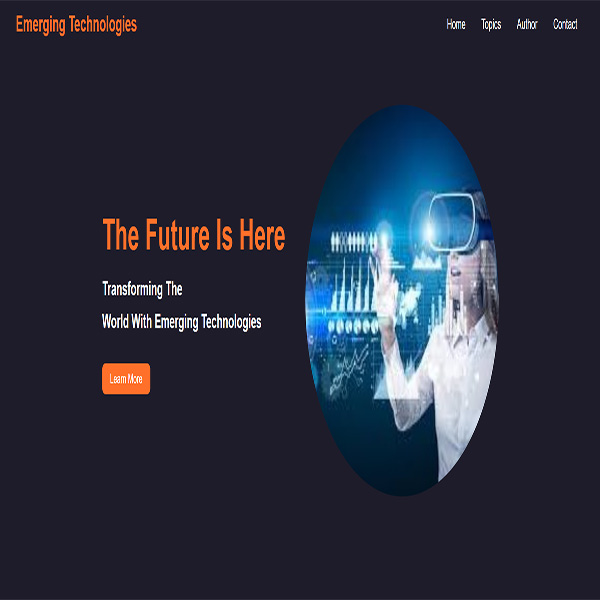 Emerging Technologies
Home Topics Author Contact
The Future Is Here
Transforming The
World With Emerging Technologies
Learn More